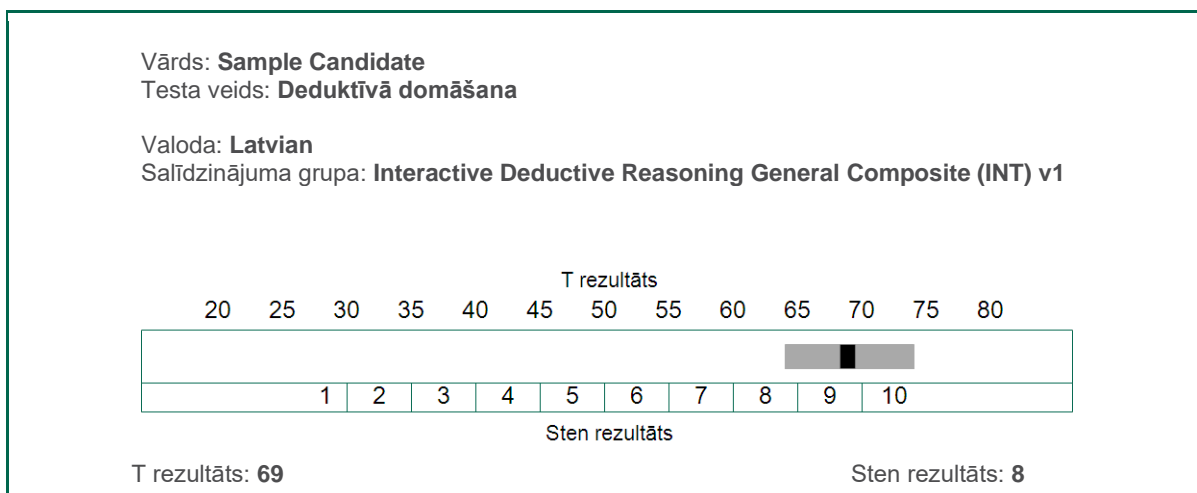 Vārds: Sample Candidate
Testa veids: Deduktīvā domāšana
Valoda: Latvian
Salīdzinājuma grupa: Interactive Deductive Reasoning General Composite (INT) v1
T rezultāts
20 25 30 35 40 45 50 55 60 65 70 75 80
1 2 3 4 5 6 7 8 9 10
Sten rezultāts
T rezultāts: 69 Sten rezultāts: 8